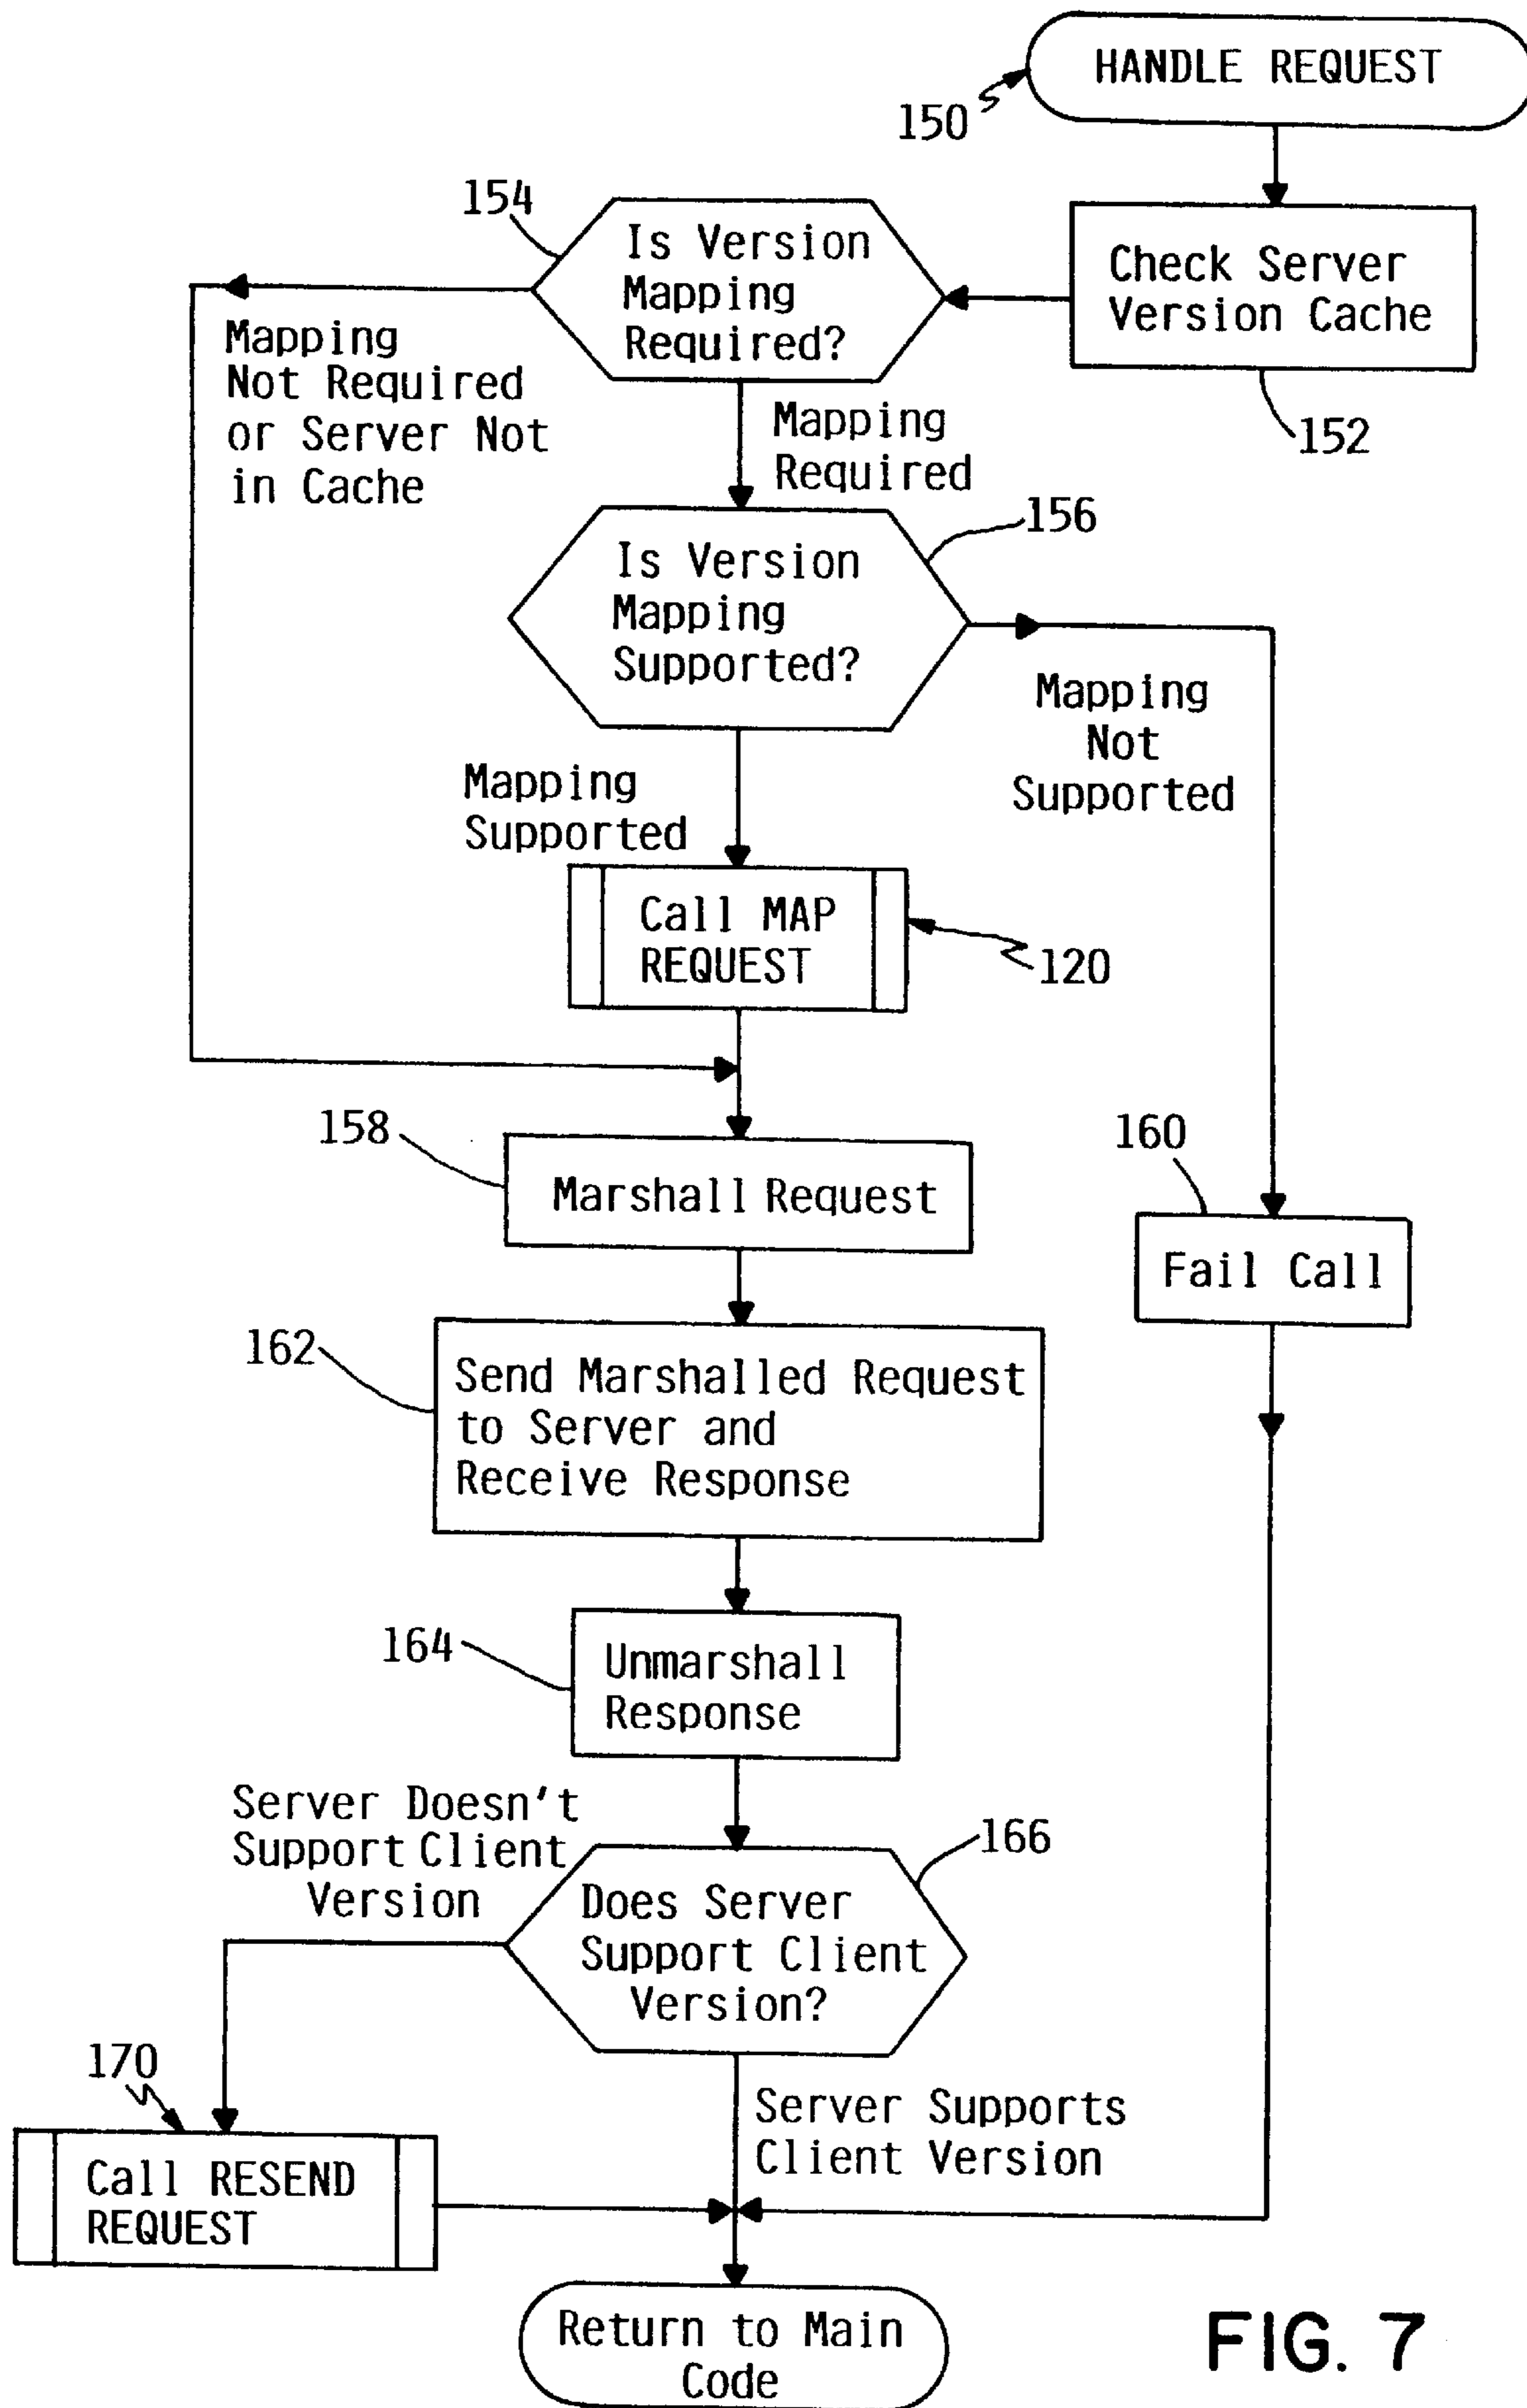 HANDLE REQUEST
150
154
Is Version
Mapping
Required?
Check Server
Version Cache
152
Mapping
Not Required
or Server Not
in Cache
Mapping
Required
156
Is Version
Mapping
Supported?
Mapping
Not
Supported
Mapping
Supported
Call MAP
REQUEST
120
158
Marshall Request
160
Fail Call
162
Send Marshalled Request
to Server and
Receive Response
164
Unmarshall
Response
Server Doesn't
Support Client
Version
166
Does Server
Support Client
Version?
170
Call RESEND
REQUEST
Server Supports
Client Version
Return to Main
Code
FIG. 7